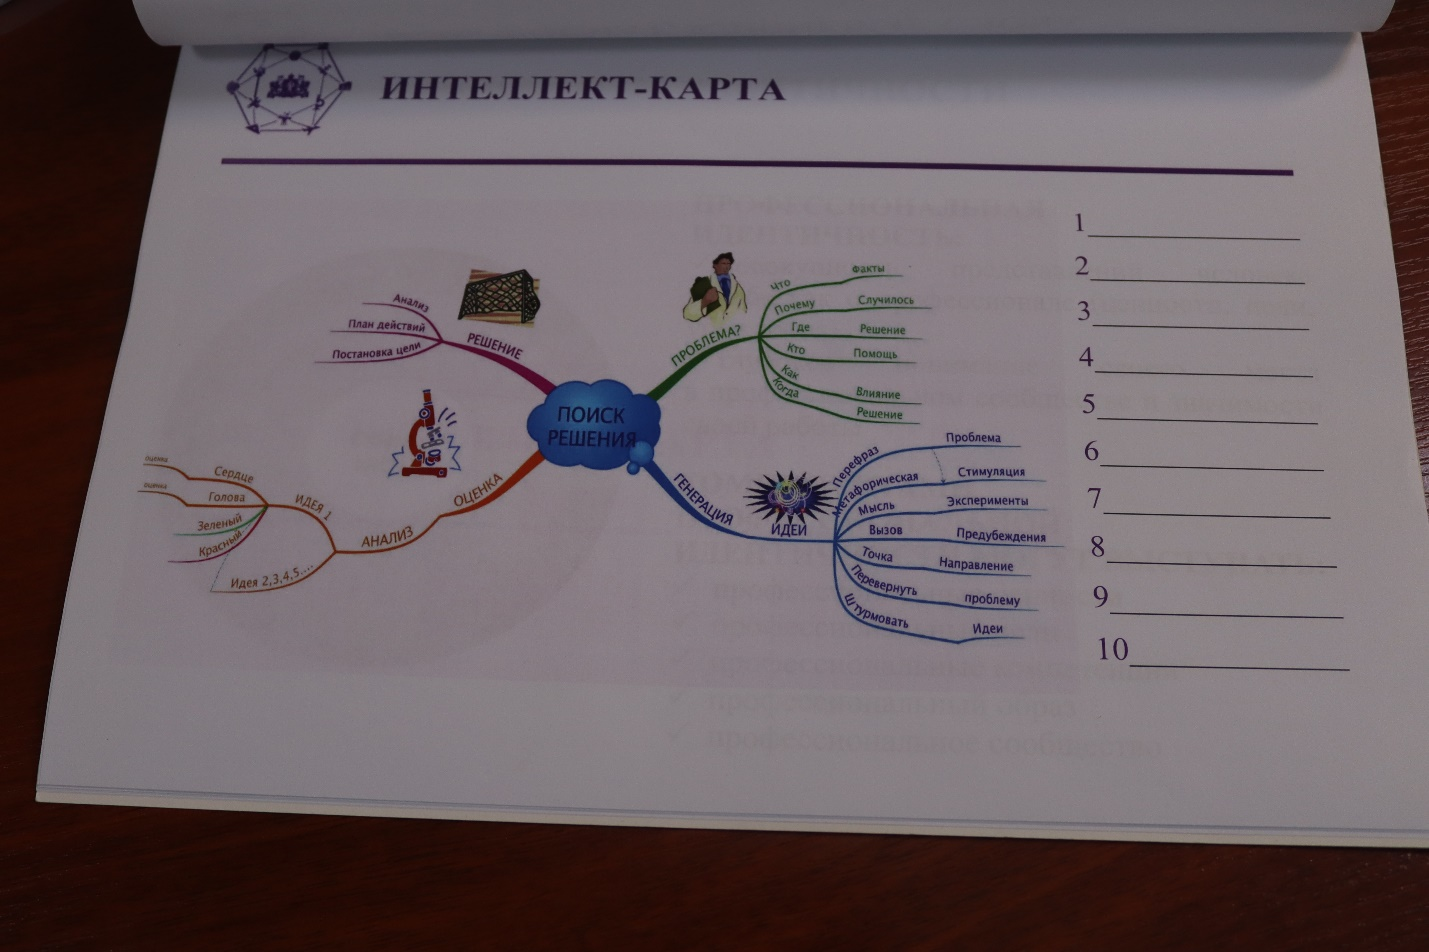 ИНТЕЛЛЕКТ-КАРТА
ПОИСК
РЕШЕНИЯ
РЕШЕНИЕ
Анализ
План действий
Постановка цели
ПРОБЛЕМА?
Что
Факты
Почему
Случилось
Где
Решение
Кто
Помощь
Как
Влияние
Когда
Решение
ГЕНЕРАЦИЯ
ИДЕИ
Перефраз
Проблема
Метафорическая
Стимуляция
Мысль
Эксперименты
Вызов
Предубеждения
Точка
Направление
Перевернуть
проблему
Штурмовать
Идеи
ОЦЕНКА
АНАЛИЗ
ИДЕЯ 1
Сердце
оценка
Голова
оценка
Зеленый
Красный
Идея 2,3,4,5....
1
2
3
4
5
6
7
8
9
10